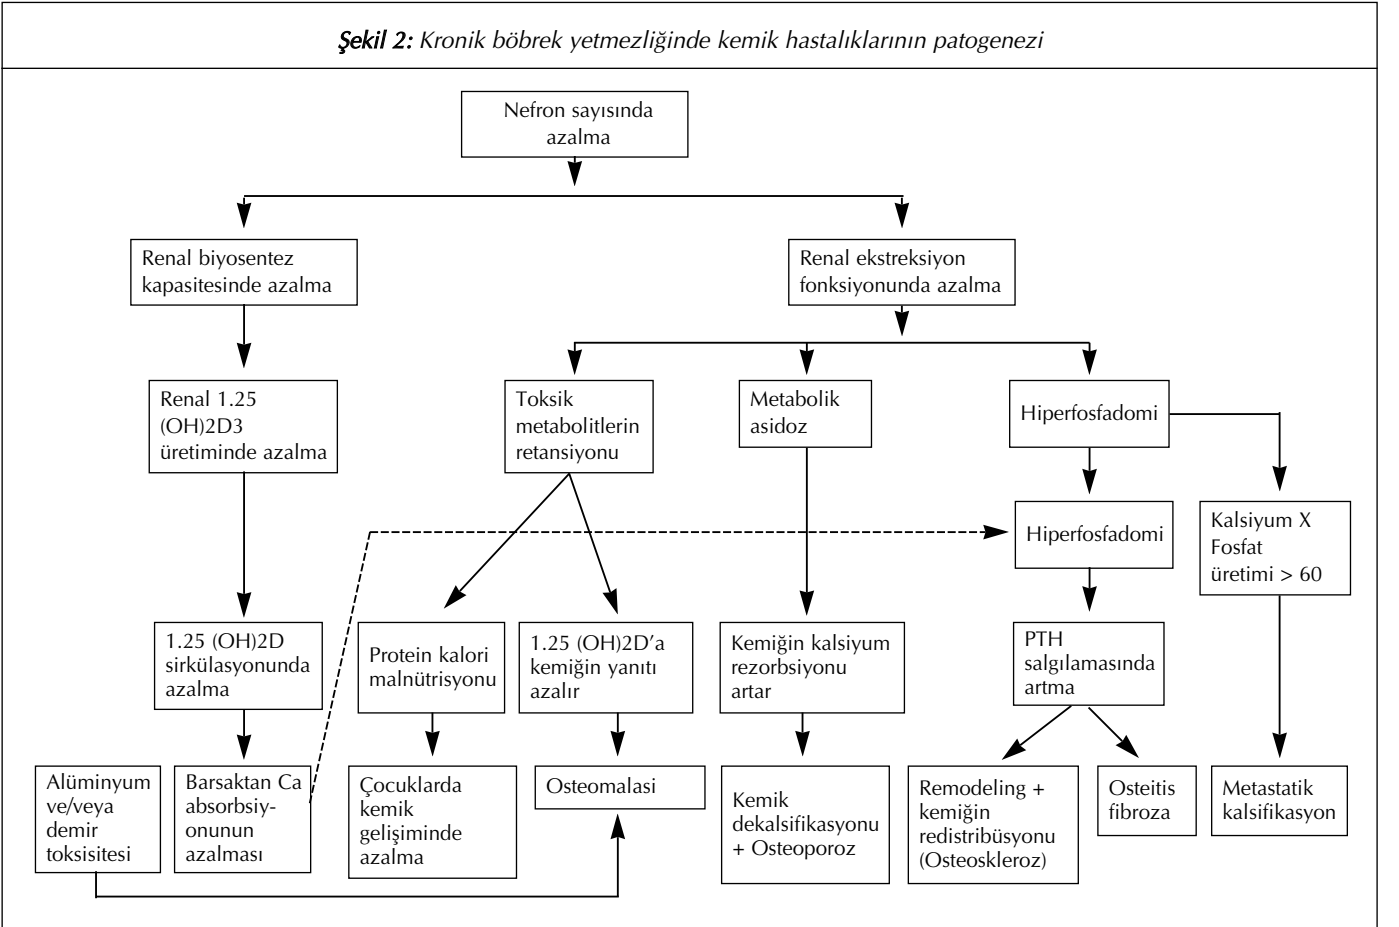 Şekil 2: Kronik böbrek yetmezliğinde kemik hastalıklarının patogenezi
Nefron sayısında
azalma
Renal biyosentez
kapasitesinde azalma
Renal ekstreksiyon
fonksiyonunda azalma
Renal 1.25
(OH)2D3
üretiminde azalma
Toksik
metabolitlerin
retansiyonu
Metabolik
asidoz
Hiperfosfadomi
Hiperfosfadomi
Kalsiyum X
Fosfat
üretimi > 60
1.25 (OH)2D
sirkülasyonunda
azalma
Protein kalori
malnütrisyonu
1.25 (OH)2D'a
kemiğin yanıtı
azalır
Kemiğin kalsiyum
rezorbsiyonu
artar
PTH
salgılamasında
artma
Alüminyum
ve/veya
demir
toksisitesi
Barsaktan Ca
absorbsiy-
onunun
azalması
Çocuklarda
kemik
gelişiminde
azalma
Osteomalasi
Kemik
dekalsifikasyonu
+ Osteoporoz
Remodeling +
kemiğin
redistribüsyonu
(Osteoskleroz)
Osteitis
fibroza
Metastatik
kalsifikasyon